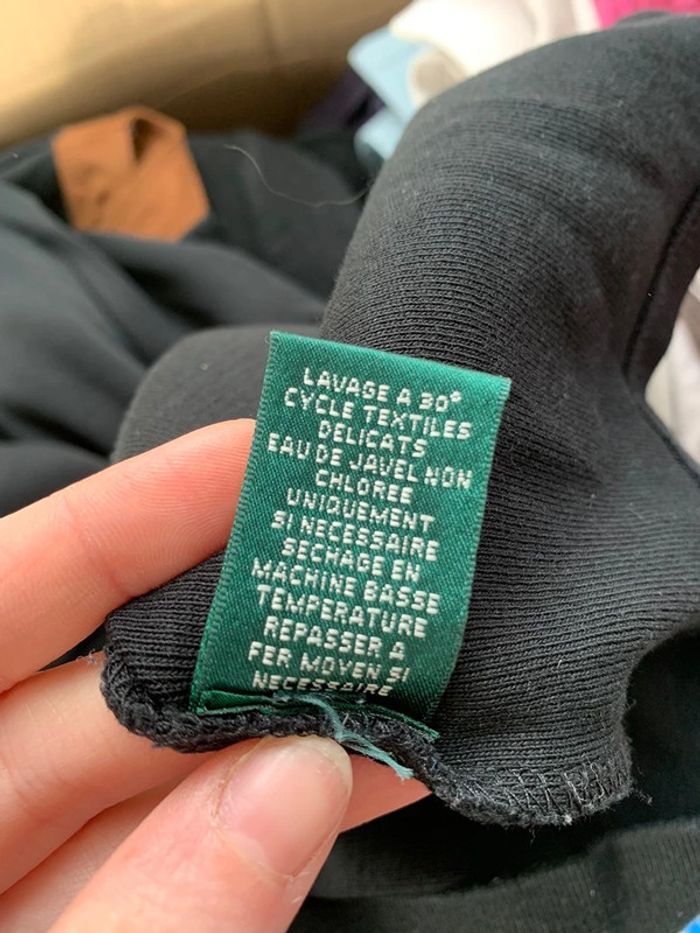 LAVAGE A 30°
CYCLE TEXTILES
DELICATS
EAU DE JAVEL NON
CHLOREE
UNIQUEMENT
SI NECESSAIRE
SECHAGE EN
MACHINE BASSE
TEMPERATURE
REPASSER A
FER MOYEN SI
NECESSAIRE